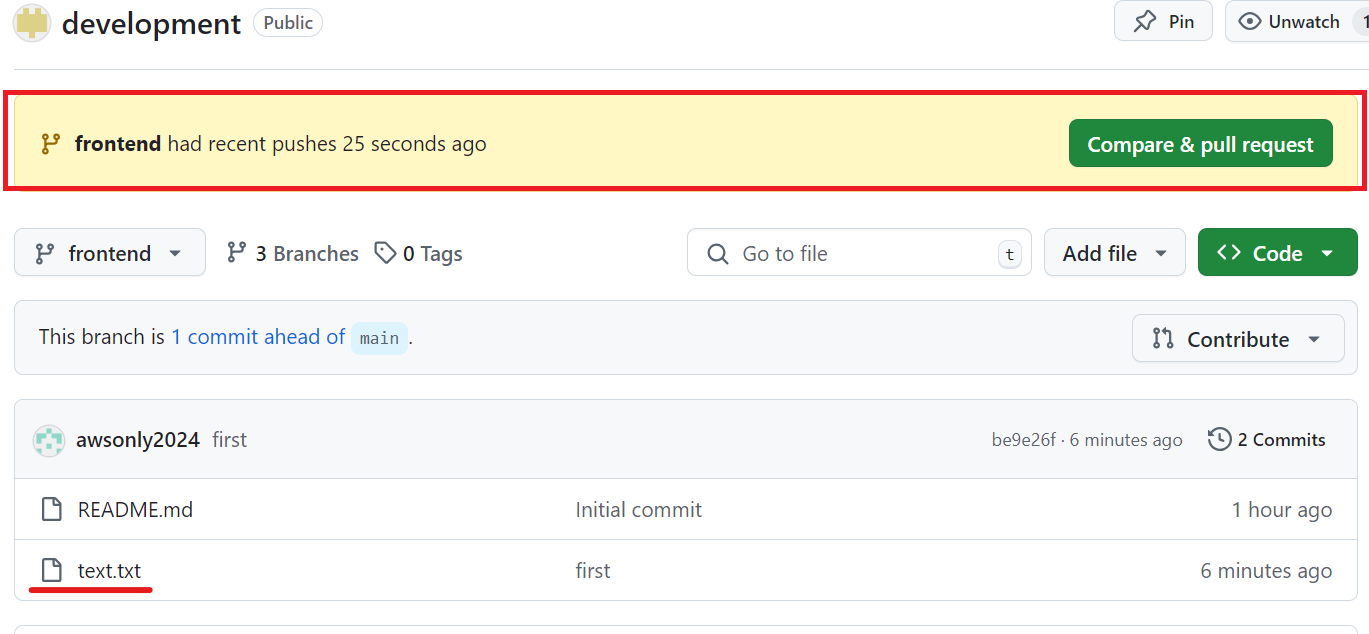 development Public Pin Unwatch 1
frontend had recent pushes 25 seconds ago Compare & pull request
frontend 3 Branches 0 Tags Go to file t Add file Code
This branch is 1 commit ahead of main . Contribute
awsonly2024 first be9e26f · 6 minutes ago 2 Commits
README.md Initial commit 1 hour ago
text.txt first 6 minutes ago